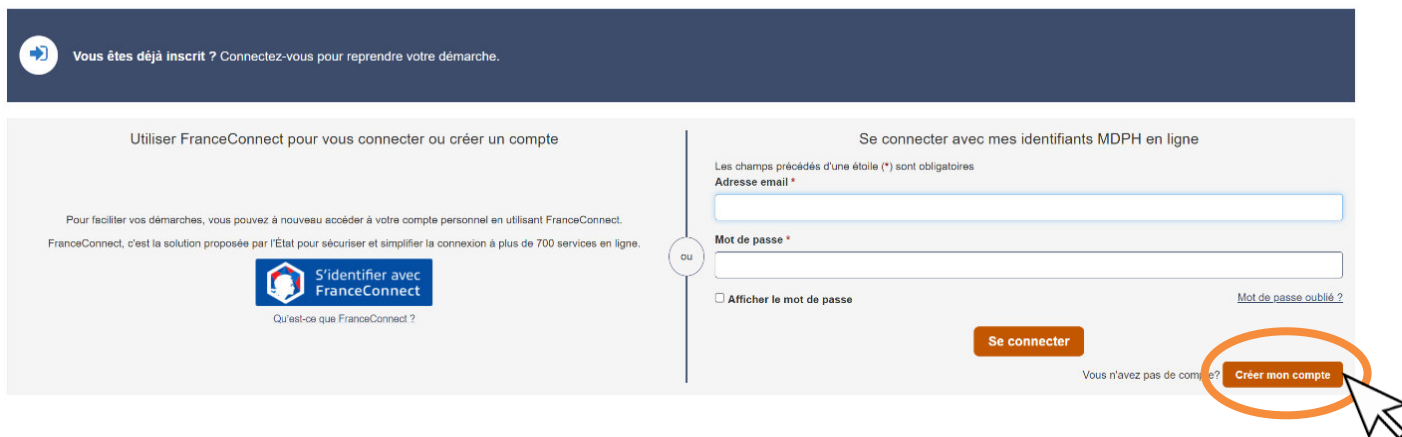 Vous êtes déjà inscrit ? Connectez-vous pour reprendre votre démarche.
Utiliser FranceConnect pour vous connecter ou créer un compte
Pour faciliter vos démarches, vous pouvez à nouveau accéder à votre compte personnel en utilisant FranceConnect.
FranceConnect, c'est la solution proposée par l'État pour sécuriser et simplifier la connexion à plus de 700 services en ligne.
S'identifier avec
FranceConnect
Qu'est-ce que FranceConnect ?
ou
Se connecter avec mes identifiants MDPH en ligne
Les champs précédés d'une étoile (*) sont obligatoires
Adresse email *
Mot de passe *
Afficher le mot de passe
Mot de passe oublié ?
Se connecter
Vous n'avez pas de compte? Créer mon compte